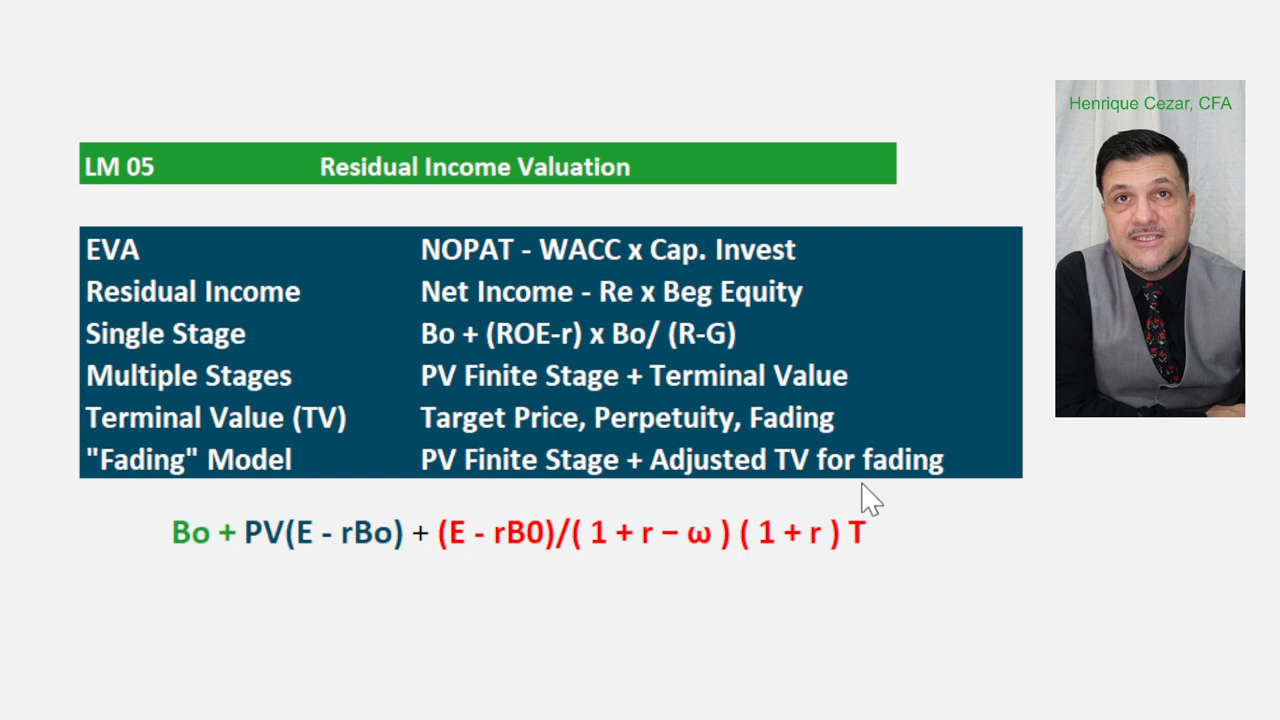 Henrique Cezar, CFA
LM 05 Residual Income Valuation
EVA NOPAT - WACC x Cap. Invest
Residual Income Net Income - Re x Beg Equity
Single Stage Bo + (ROE-r) x Bo/ (R-G)
Multiple Stages PV Finite Stage + Terminal Value
Terminal Value (TV) Target Price, Perpetuity, Fading
"Fading" Model PV Finite Stage + Adjusted TV for fading
Bo + PV(E - rBo) + (E - rB0)/( 1 + r − ω ) ( 1 + r ) T